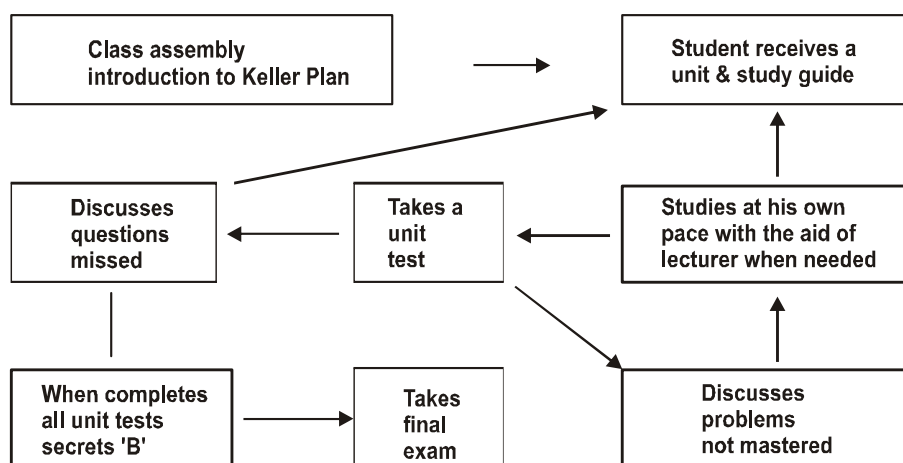 Class assembly
introduction to Keller Plan
Student receives a
unit & study guide
Discusses
questions
missed
Takes a
unit
test
Studies at his own
pace with the aid of
lecturer when needed
When completes
all unit tests
secrets 'B'
Takes
final
exam
Discusses
problems
not mastered